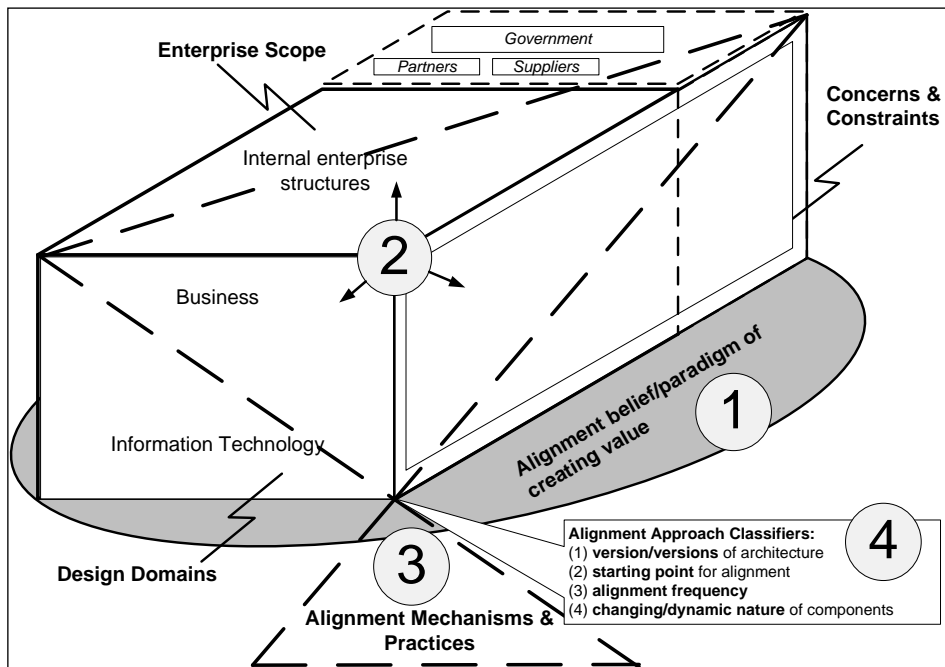 Government
Enterprise Scope
Partners
Suppliers
Concerns &
Constraints
Internal enterprise
structures
2
Business
Alignment belief/paradigm of
creating value
1
Information Technology
Alignment Approach Classifiers:
(1) version/versions of architecture
(2) starting point for alignment
(3) alignment frequency
(4) changing/dynamic nature of components
4
3
Design Domains
Alignment Mechanisms &
Practices